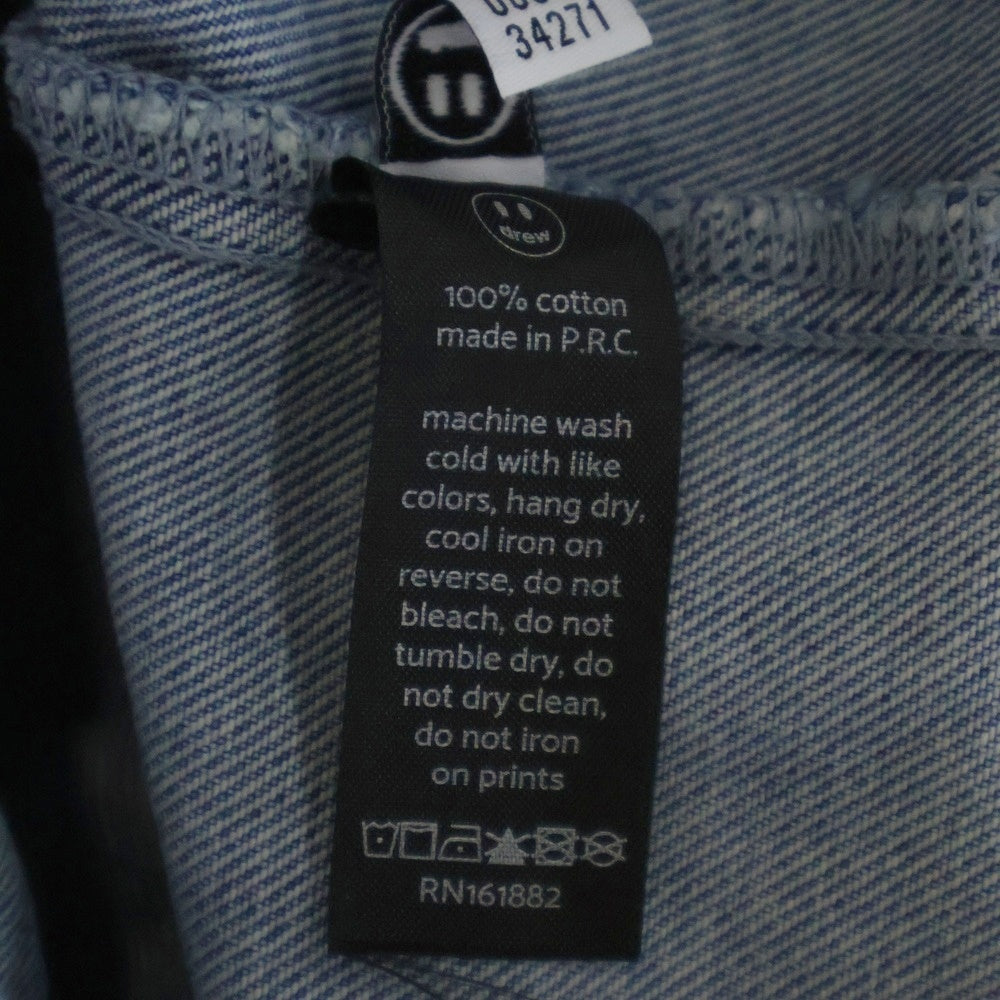 34271
drew
100% cotton
made in P.R.C.
machine wash
cold with like
colors, hang dry,
cool iron on
reverse, do not
bleach, do not
tumble dry, do
not dry clean,
do not iron
on prints
RN161882